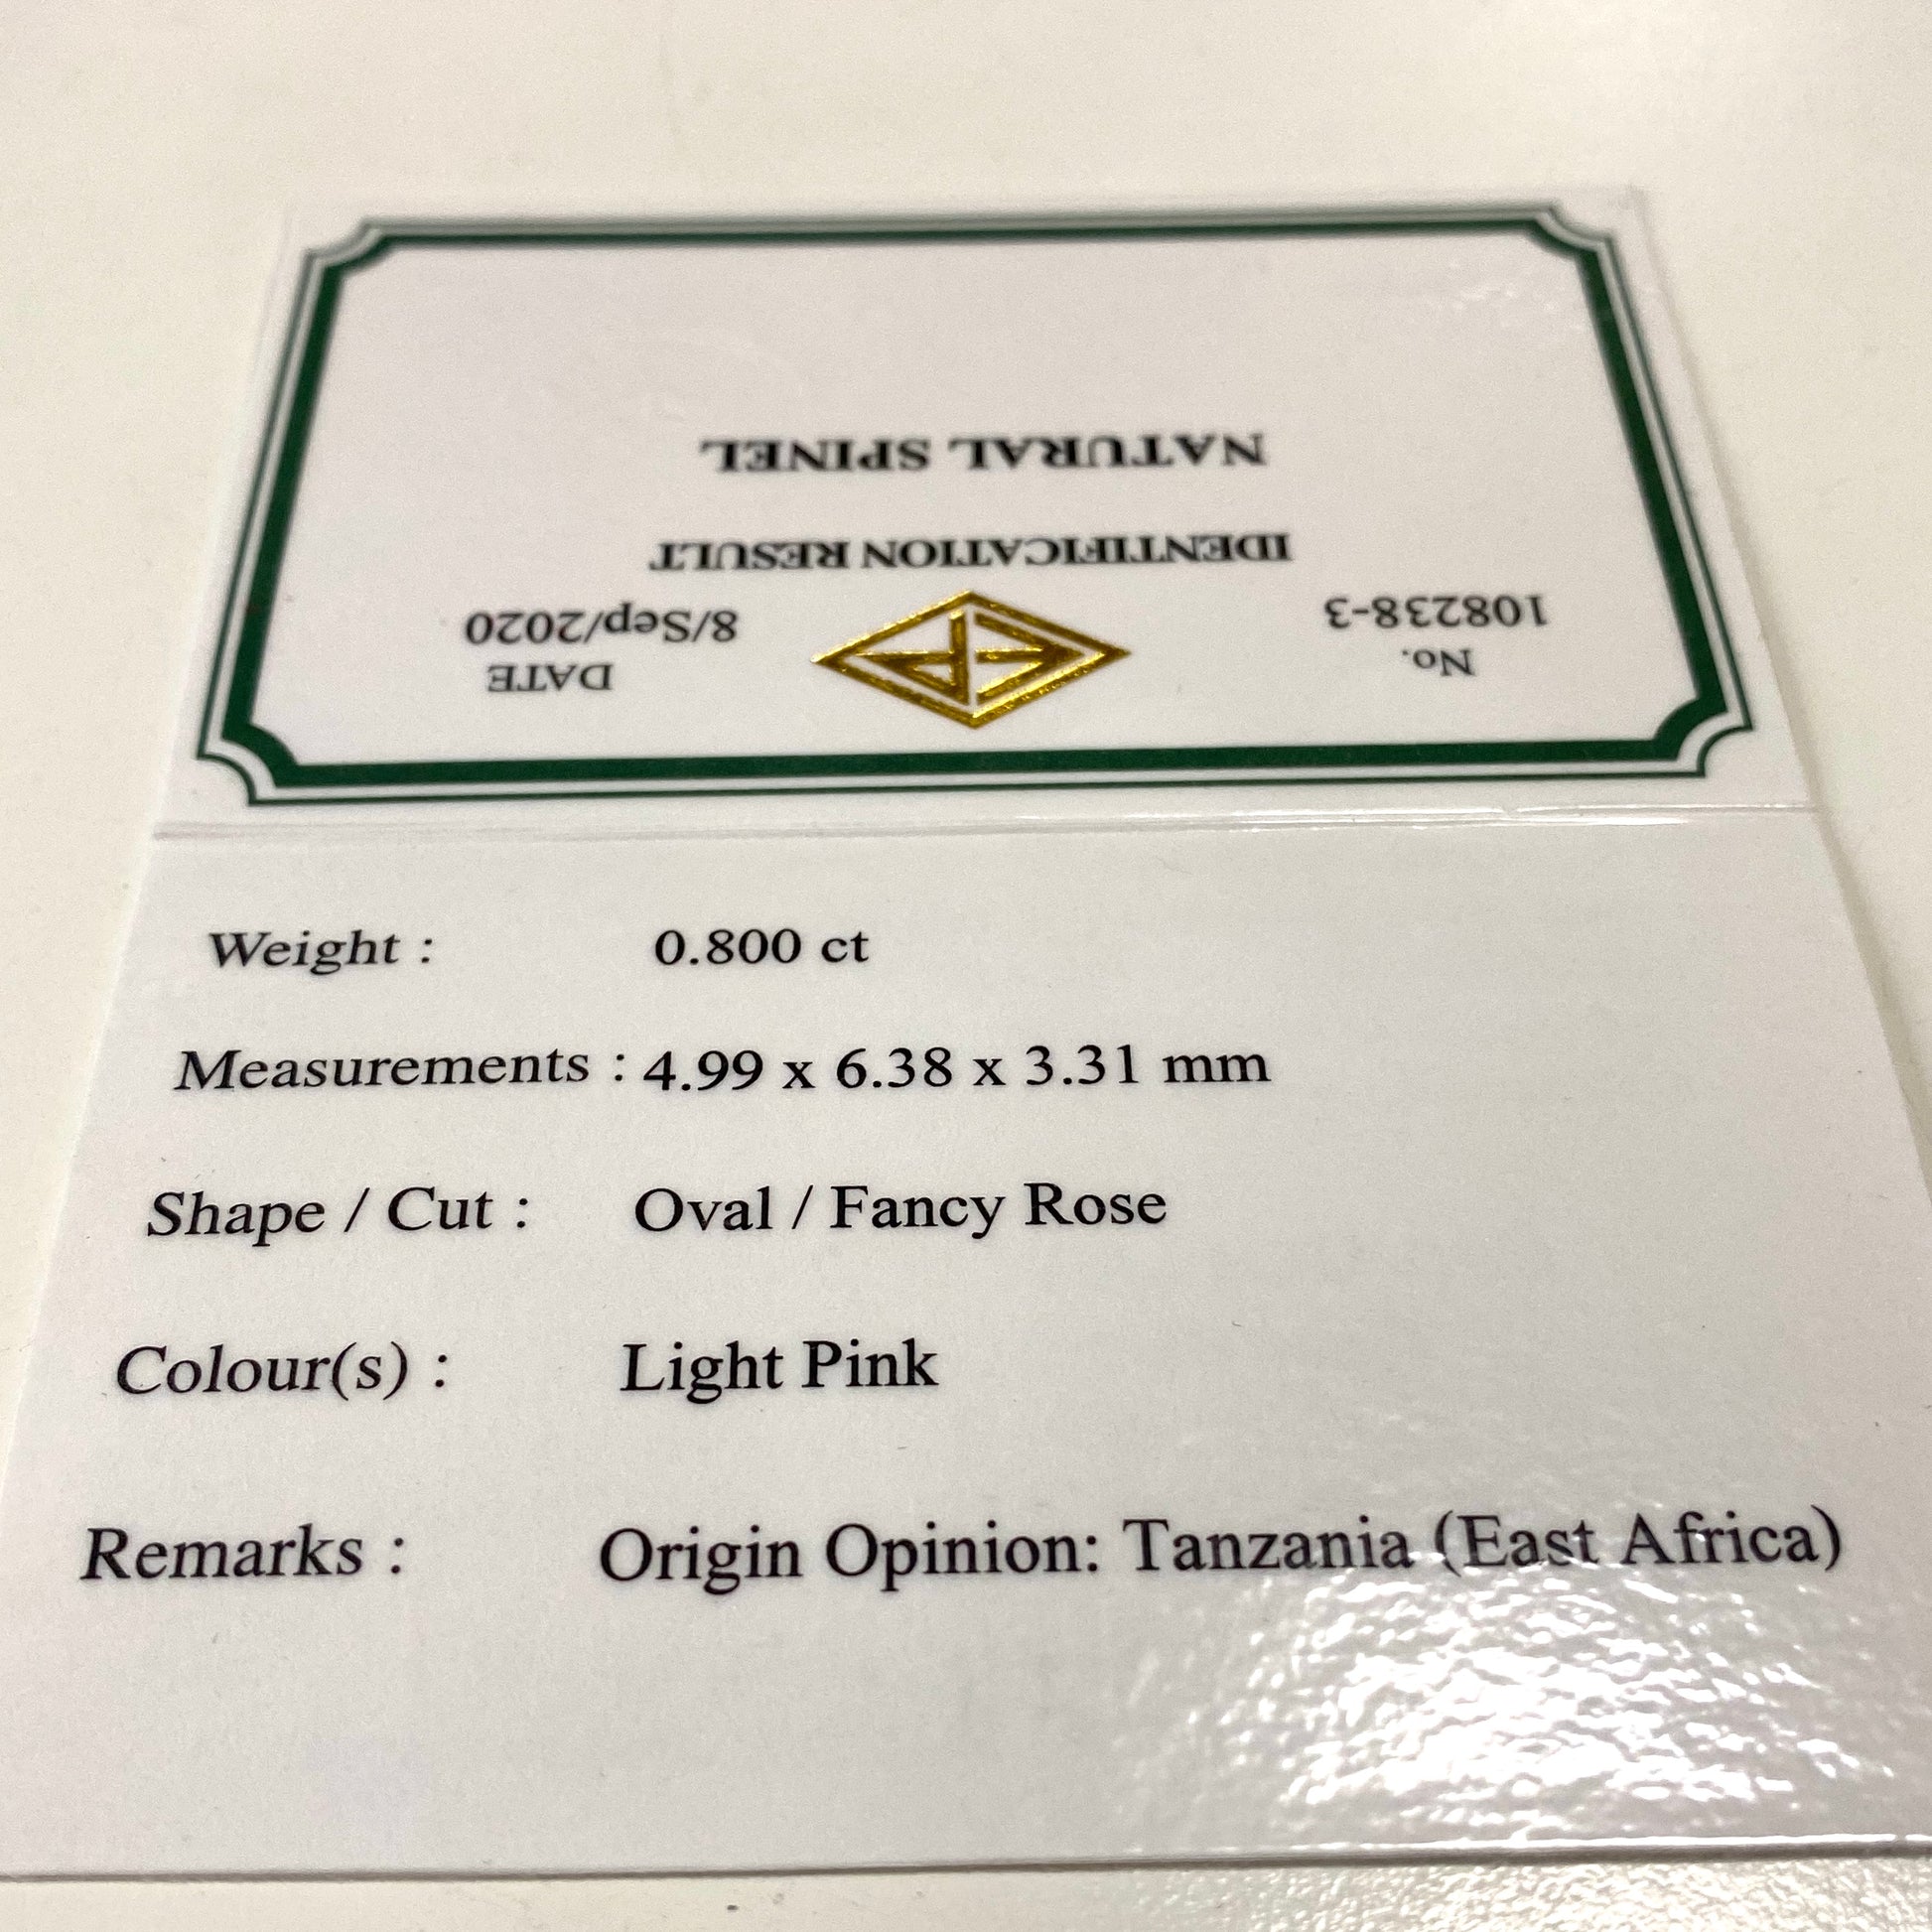 No.
108238-3
DATE
8/Sep/2020
IDENTIFICATION RESULT
NATURAL SPINEL
Weight : 0.800 ct
Measurements : 4.99 x 6.38 x 3.31 mm
Shape / Cut : Oval / Fancy Rose
Colour(s) : Light Pink
Remarks : Origin Opinion: Tanzania (East Africa)